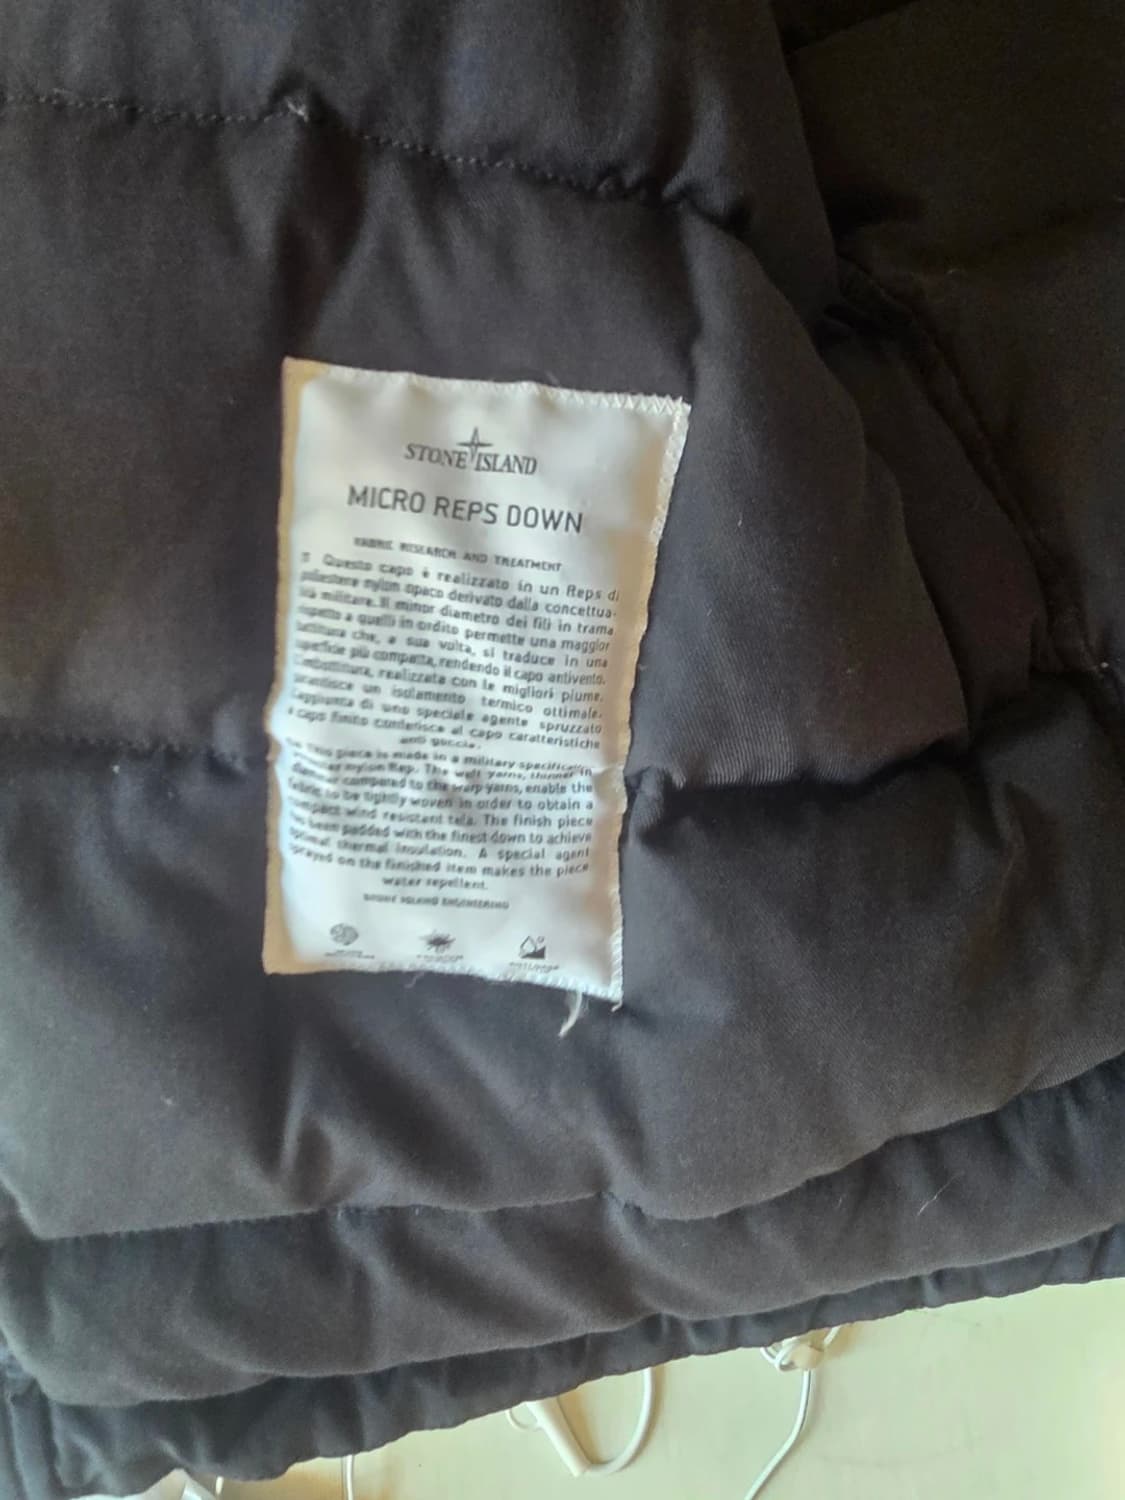 STONE ISLAND
MICRO REPS DOWN
FABRIC RESEARCH AND TREATMENT
Questo capo è realizzato in un Reps di
poliestere nylon opaco derivato dalla concettua-
lità militare. Il minor diametro dei fili in trama
rispetto a quelli in ordito permette una maggior
battitura che, a sua volta, si traduce in una
superficie più compatta, rendendo il capo antivento.
L'imbottitura, realizzata con le migliori piume,
garantisce un isolamento termico ottimale.
L'aggiunta di uno speciale agente spruzzato
a capo finito conferisce al capo caratteristiche
anti goccia.
This piece is made in a military specification
nylon Rep. The weft yarns, thinner in
diameter compared to the warp yarns, enable the
fabric to be tightly woven in order to obtain a
compact wind resistant tela. The finish piece
has been padded with the finest down to achieve
optimal thermal insulation. A special agent
sprayed on the finished item makes the piece
water repellent.
STONE ISLAND ENGINEERING